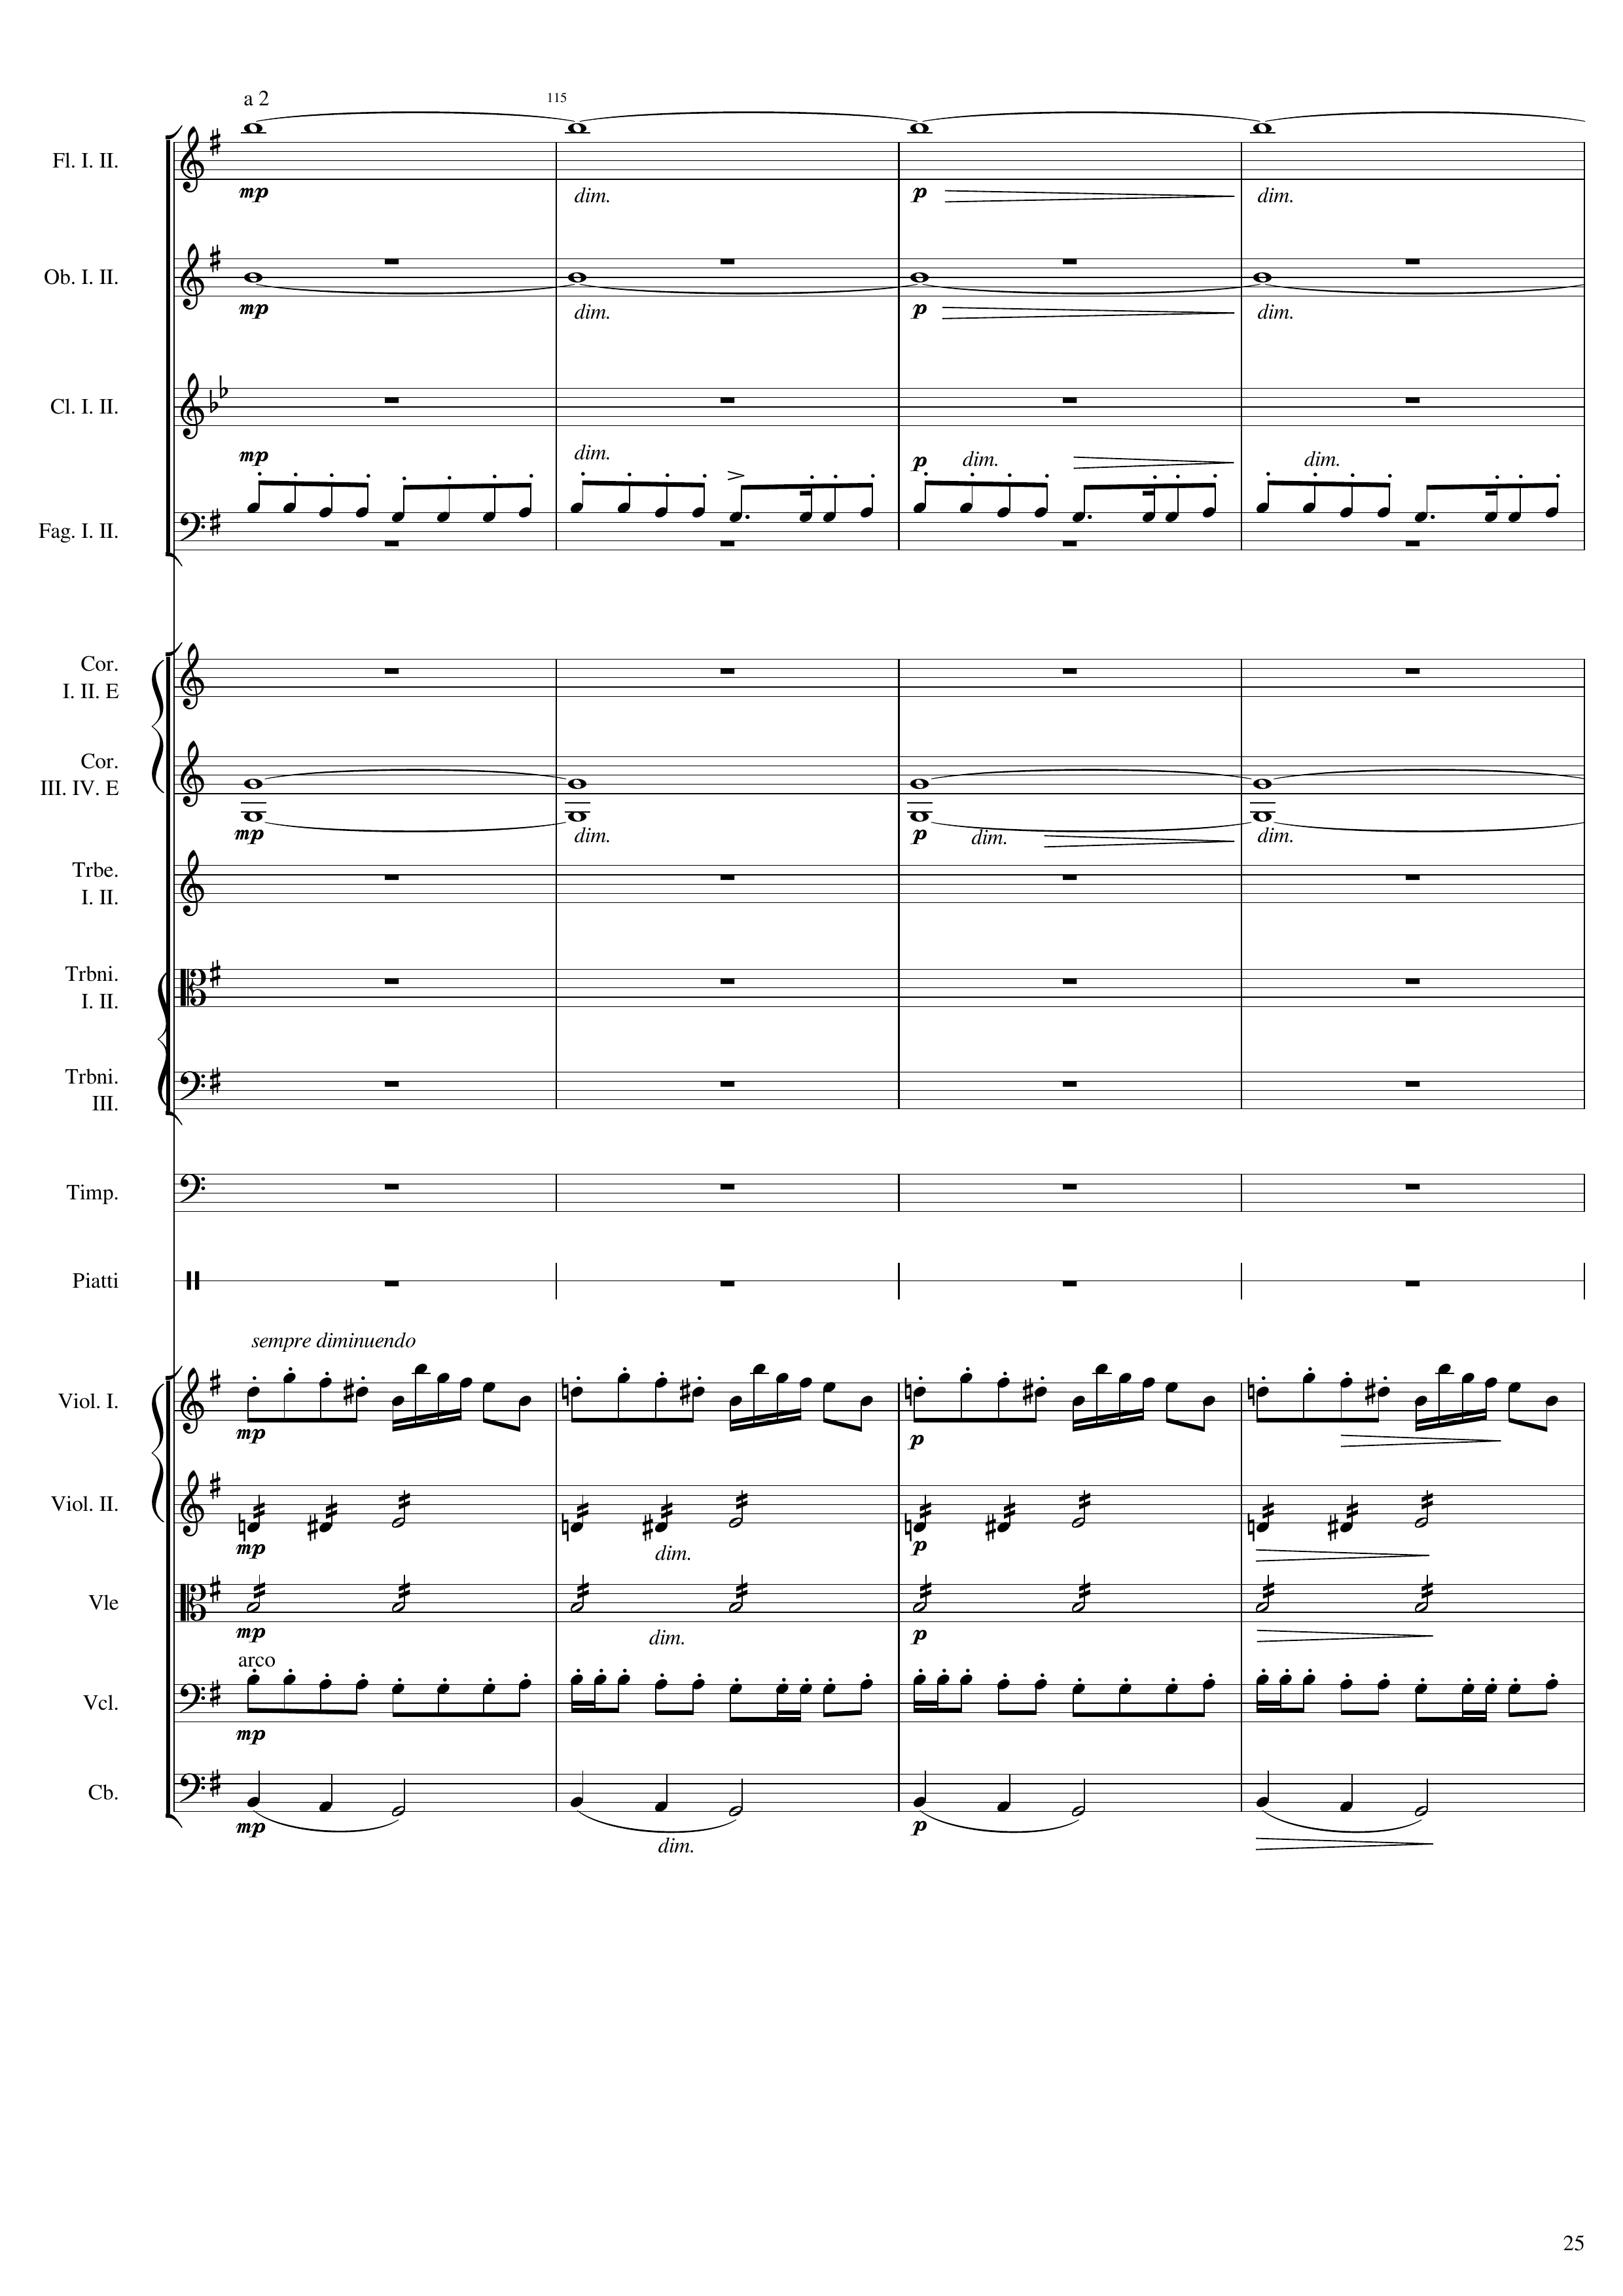 a 2
115
Fl. I. II.
mp
dim.
p
dim.
Ob. I. II.
mp
dim.
p
dim.
Cl. I. II.
mp
dim.
p
dim.
dim.
Fag. I. II.
Cor.
I. II. E
Cor.
III. IV. E
mp
dim.
p
dim.
dim.
Trbe.
I. II.
Trbni.
I. II.
Trbni.
III.
Timp.
Piatti
sempre diminuendo
Viol. I.
mp
p
Viol. II.
mp
dim.
p
Vle
mp
dim.
p
arco
Vcl.
mp
Cb.
mp
dim.
p
25